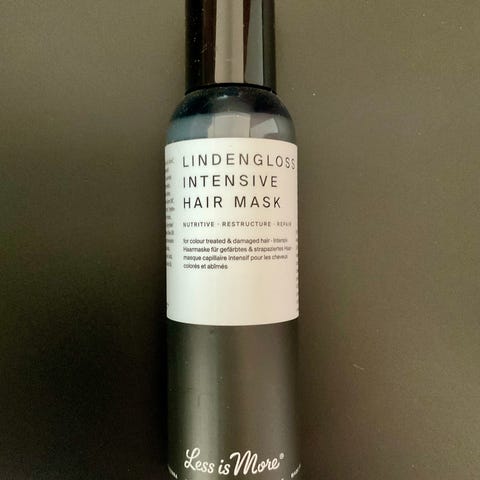 LINDENGLOSS
INTENSIVE
HAIR MASK
NUTRITIVE · RESTRUCTURE · REPAIR
for colour treated & damaged hair · Intensiv
Haarmaske für gefärbtes & strapaziertes Haar ·
masque capillaire intensif pour les cheveux
colorés et abîmés
Less is More®